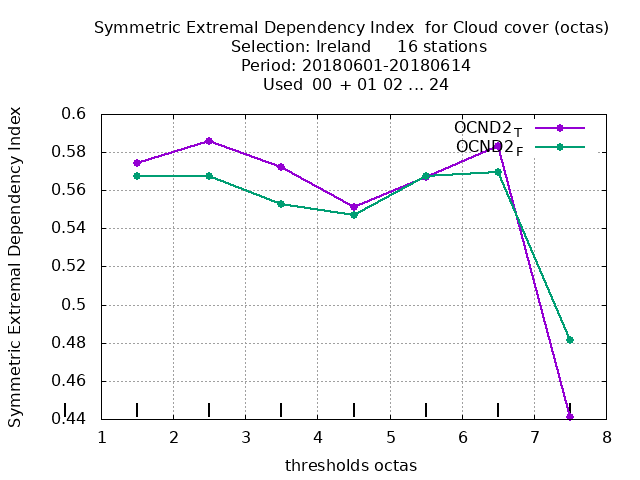 Symmetric Extremal Dependency Index  for Cloud cover (octas)
Selection: Ireland     16 stations
Period: 20180601-20180614
Used  00 + 01 02 ... 24
Symmetric Extremal Dependency Index
0.6
0.58
0.56
0.54
0.52
0.5
0.48
0.46
0.44
OCND2T
OCND2F
1 2 3 4 5 6 7 8
thresholds octas